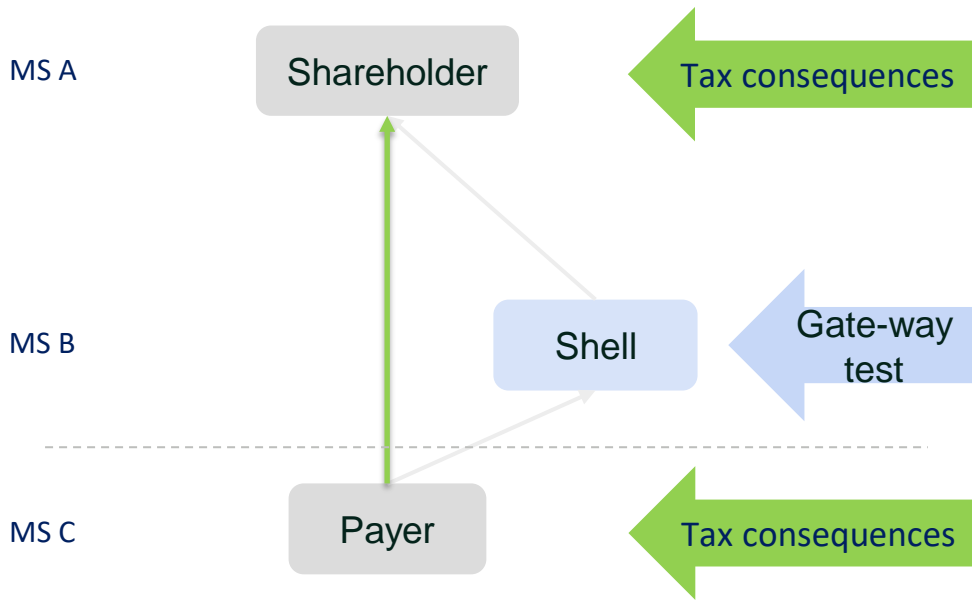 MS A
Shareholder
Tax consequences
MS B
Shell
Gate-way
test
MS C
Payer
Tax consequences